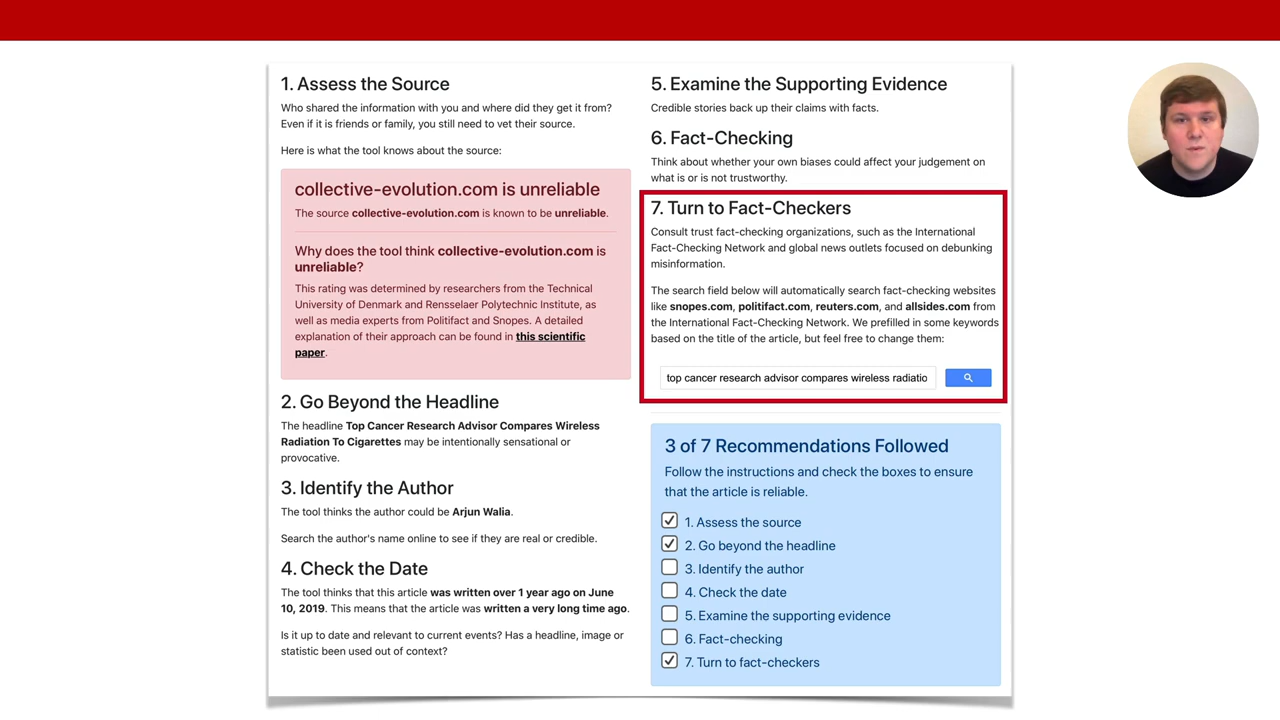 1. Assess the Source
Who shared the information with you and where did they get it from?
Even if it is friends or family, you still need to vet their source.
Here is what the tool knows about the source:
collective-evolution.com is unreliable
The source collective-evolution.com is known to be unreliable.
Why does the tool think collective-evolution.com is
unreliable?
This rating was determined by researchers from the Technical
University of Denmark and Rensselaer Polytechnic Institute, as
well as media experts from Politifact and Snopes. A detailed
explanation of their approach can be found in this scientific
paper.
2. Go Beyond the Headline
The headline Top Cancer Research Advisor Compares Wireless
Radiation To Cigarettes may be intentionally sensational or
provocative.
3. Identify the Author
The tool thinks the author could be Arjun Walia.
Search the author's name online to see if they are real or credible.
4. Check the Date
The tool thinks that this article was written over 1 year ago on June
10, 2019. This means that the article was written a very long time ago.
Is it up to date and relevant to current events? Has a headline, image or
statistic been used out of context?
5. Examine the Supporting Evidence
Credible stories back up their claims with facts.
6. Fact-Checking
Think about whether your own biases could affect your judgement on
what is or is not trustworthy.
7. Turn to Fact-Checkers
Consult trust fact-checking organizations, such as the International
Fact-Checking Network and global news outlets focused on debunking
misinformation.
The search field below will automatically search fact-checking websites
like snopes.com, politifact.com, reuters.com, and allsides.com from
the International Fact-Checking Network. We prefilled in some keywords
based on the title of the article, but feel free to change them:
top cancer research advisor compares wireless radiatio
3 of 7 Recommendations Followed
Follow the instructions and check the boxes to ensure
that the article is reliable.
1. Assess the source
2. Go beyond the headline
3. Identify the author
4. Check the date
5. Examine the supporting evidence
6. Fact-checking
7. Turn to fact-checkers